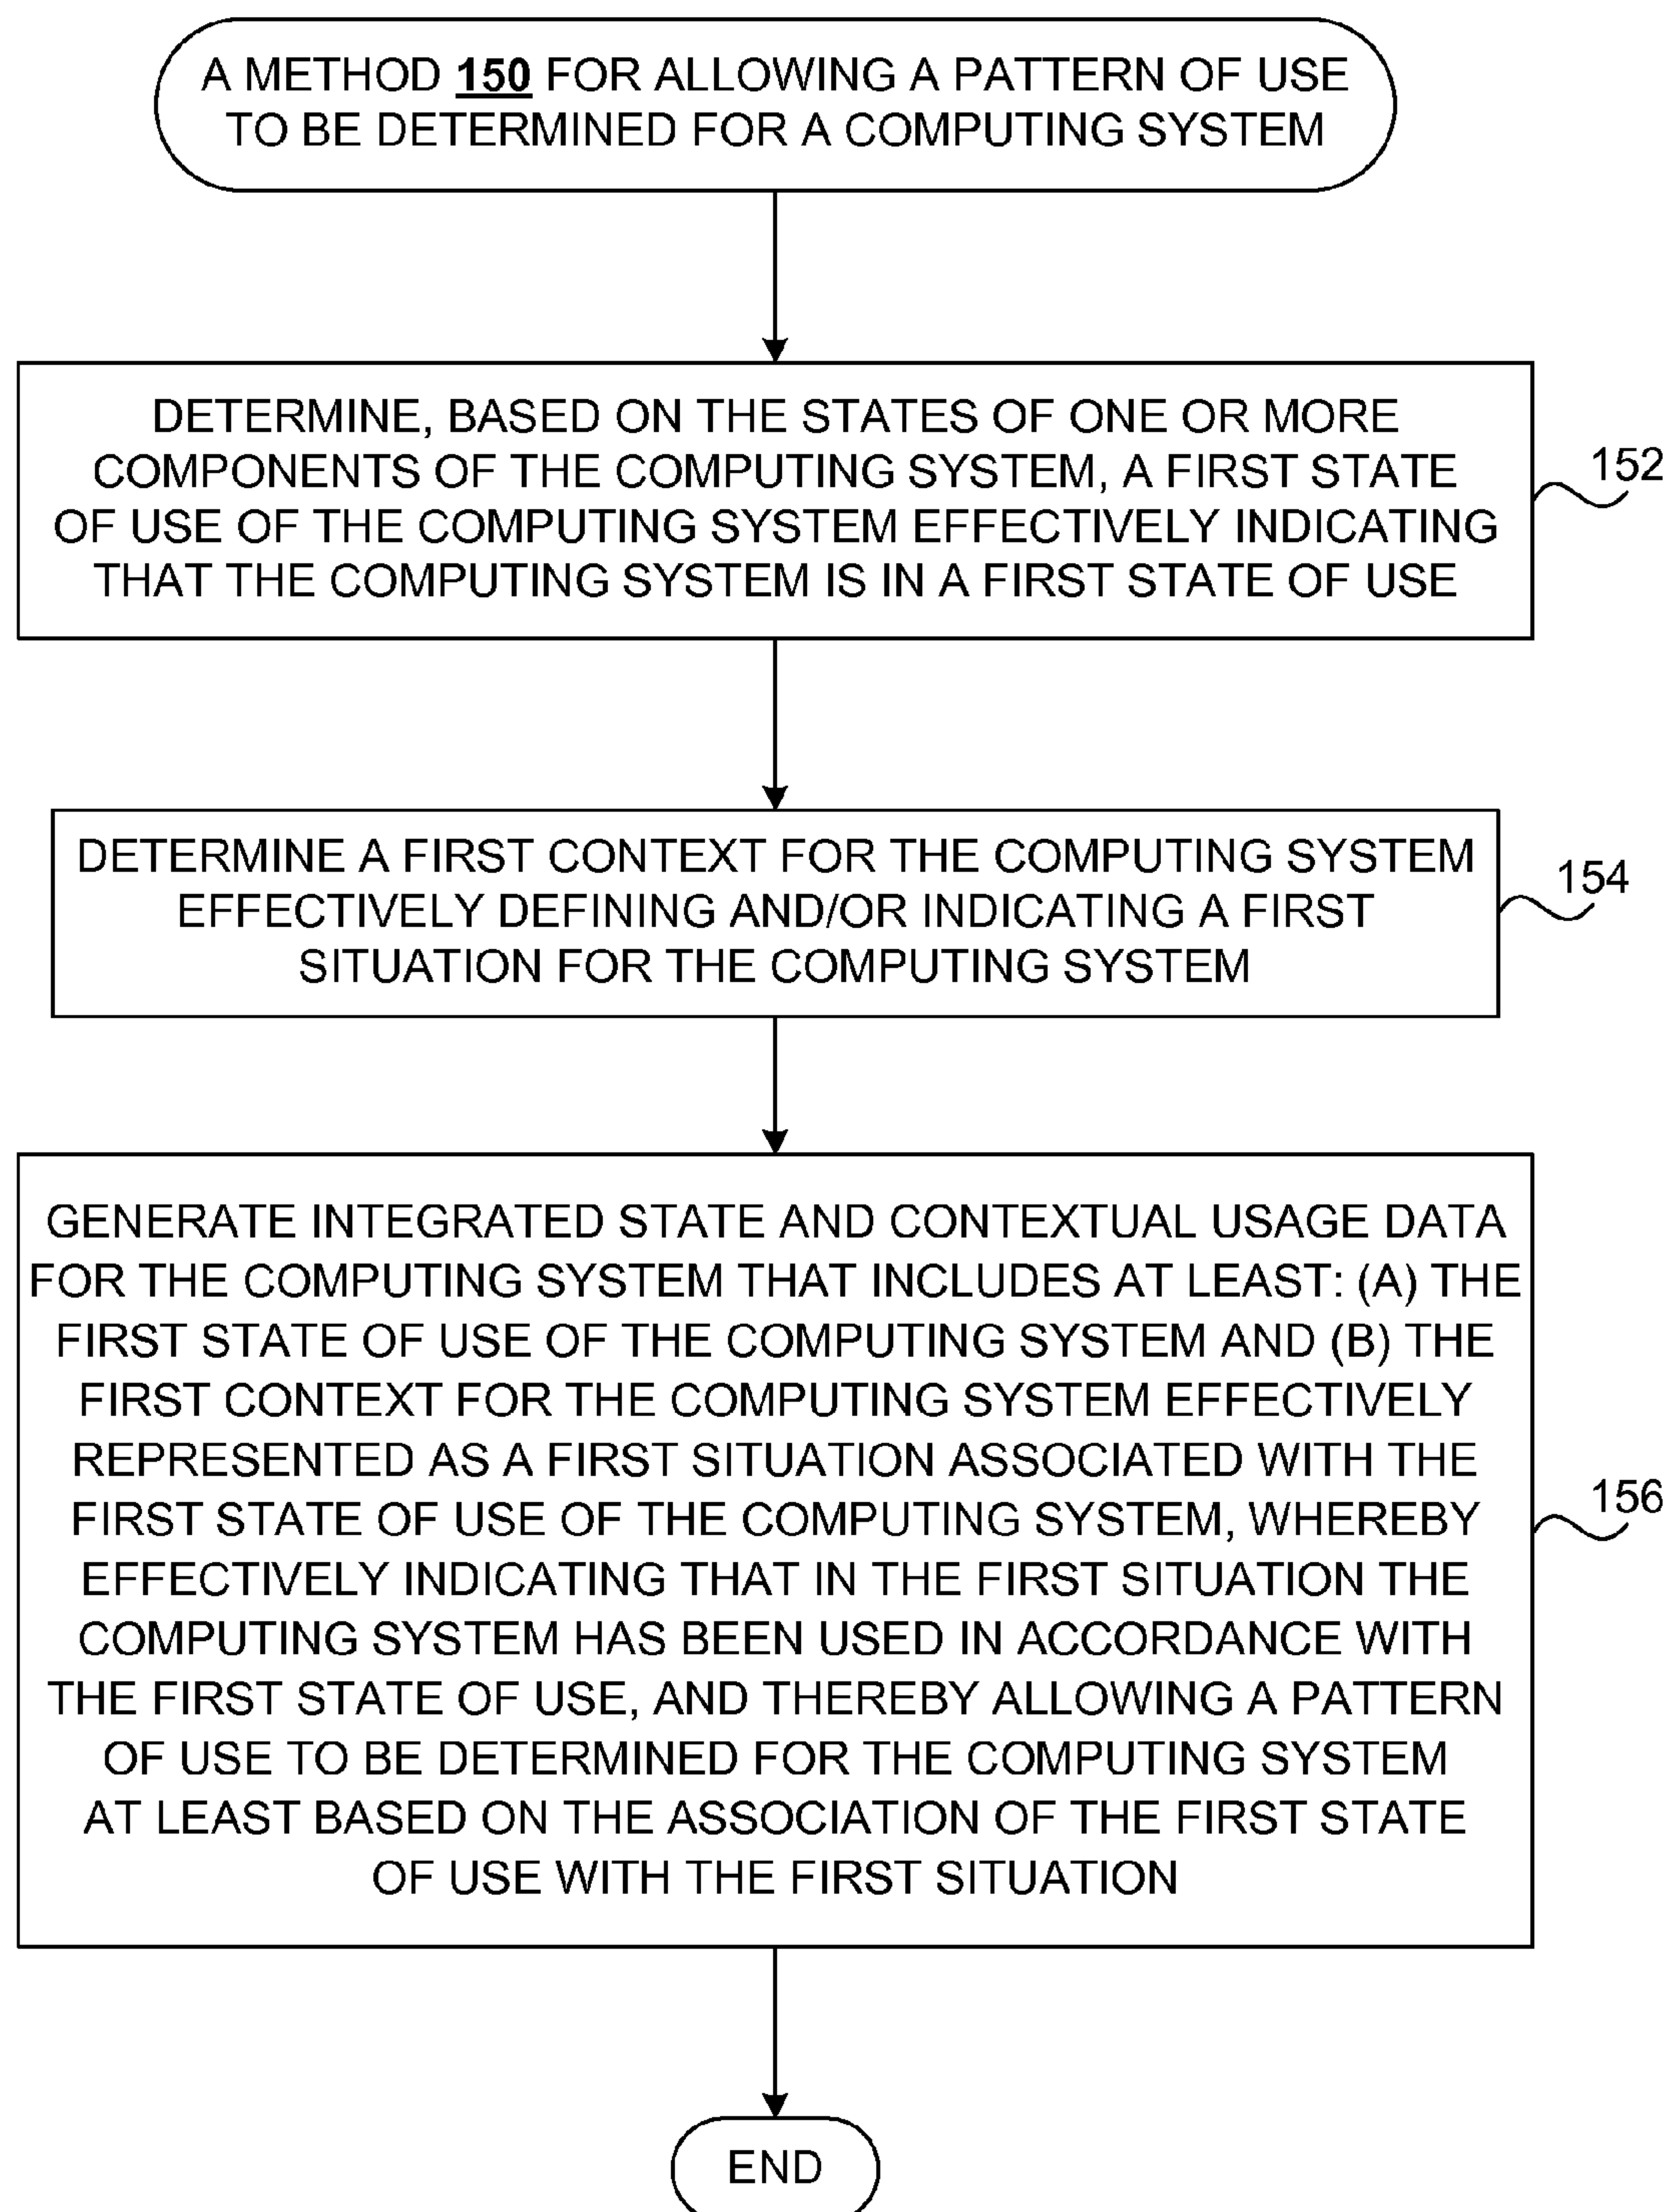 A METHOD 150 FOR ALLOWING A PATTERN OF USE
TO BE DETERMINED FOR A COMPUTING SYSTEM
DETERMINE, BASED ON THE STATES OF ONE OR MORE
COMPONENTS OF THE COMPUTING SYSTEM, A FIRST STATE
OF USE OF THE COMPUTING SYSTEM EFFECTIVELY INDICATING
THAT THE COMPUTING SYSTEM IS IN A FIRST STATE OF USE
152
DETERMINE A FIRST CONTEXT FOR THE COMPUTING SYSTEM
EFFECTIVELY DEFINING AND/OR INDICATING A FIRST
SITUATION FOR THE COMPUTING SYSTEM
154
GENERATE INTEGRATED STATE AND CONTEXTUAL USAGE DATA
FOR THE COMPUTING SYSTEM THAT INCLUDES AT LEAST: (A) THE
FIRST STATE OF USE OF THE COMPUTING SYSTEM AND (B) THE
FIRST CONTEXT FOR THE COMPUTING SYSTEM EFFECTIVELY
REPRESENTED AS A FIRST SITUATION ASSOCIATED WITH THE
FIRST STATE OF USE OF THE COMPUTING SYSTEM, WHEREBY
EFFECTIVELY INDICATING THAT IN THE FIRST SITUATION THE
COMPUTING SYSTEM HAS BEEN USED IN ACCORDANCE WITH
THE FIRST STATE OF USE, AND THEREBY ALLOWING A PATTERN
OF USE TO BE DETERMINED FOR THE COMPUTING SYSTEM
AT LEAST BASED ON THE ASSOCIATION OF THE FIRST STATE
OF USE WITH THE FIRST SITUATION
156
END